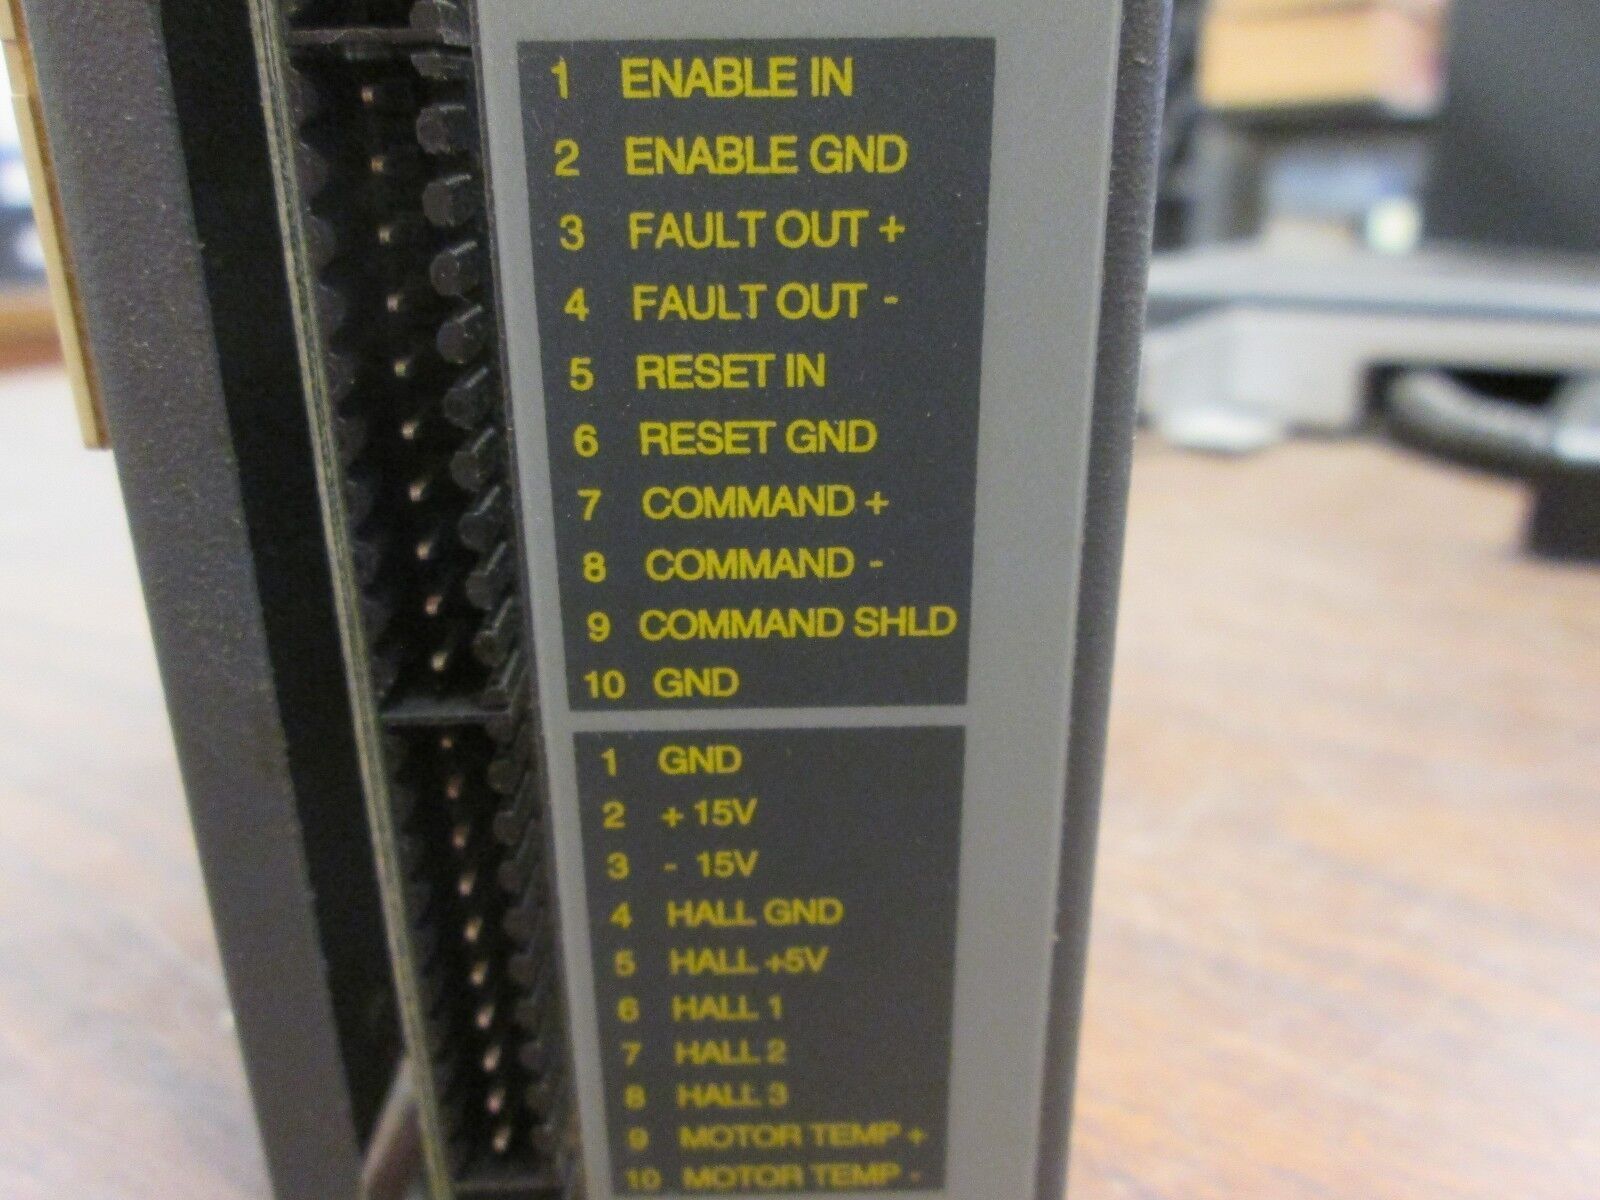 1 ENABLE IN
2 ENABLE GND
3 FAULT OUT +
4 FAULT OUT -
5 RESET IN
6 RESET GND
7 COMMAND +
8 COMMAND -
9 COMMAND SHLD
10 GND
1 GND
2 + 15V
3 - 15V
4 HALL GND
5 HALL +5V
6 HALL 1
7 HALL 2
8 HALL 3
9 MOTOR TEMP +
10 MOTOR TEMP -